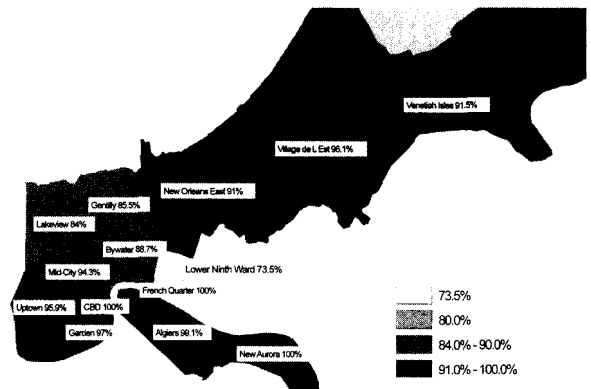 Venetian Isles 91.5%
Village de L Est 96.1%
New Orleans East 91%
Gentilly 85.5%
Lakeview 84%
Bywater 88.7%
Lower Ninth Ward 73.5%
Mid-City 94.3%
French Quarter 100%
Uptown 95.9%
CBD 100%
Garden 97%
Algiers 99.1%
New Aurora 100%
73.5%
80.0%
84.0% - 90.0%
91.0% - 100.0%